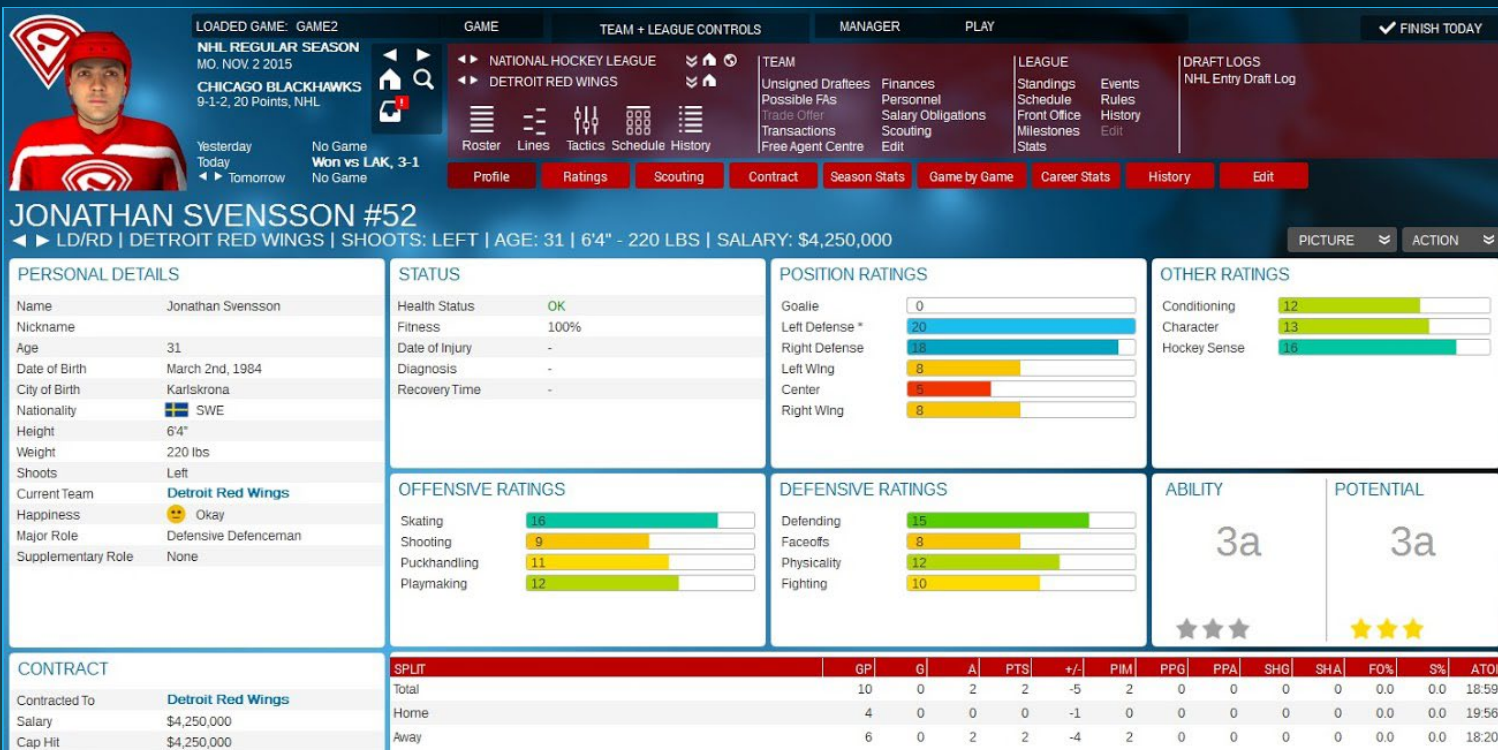 LOADED GAME: GAME2
GAME
TEAM + LEAGUE CONTROLS
MANAGER
PLAY
FINISH TODAY
NHL REGULAR SEASON
MO. NOV. 2 2015
CHICAGO BLACKHAWKS
9-1-2, 20 Points, NHL
Yesterday No Game
Today Won vs LAK, 3-1
Tomorrow No Game
!
NATIONAL HOCKEY LEAGUE
DETROIT RED WINGS
Roster Lines Tactics Schedule History
TEAM
Unsigned Draftees Finances
Possible FAs Personnel
Trade Offer Salary Obligations
Transactions Scouting
Free Agent Centre Edit
LEAGUE
Standings Events
Schedule Rules
Front Office History
Milestones Edit
Stats
DRAFT LOGS
NHL Entry Draft Log
Profile Ratings Scouting Contract Season Stats Game by Game Career Stats History Edit
JONATHAN SVENSSON #52
LD/RD | DETROIT RED WINGS | SHOOTS: LEFT | AGE: 31 | 6'4" - 220 LBS | SALARY: $4,250,000
PICTURE ACTION
PERSONAL DETAILS
Name Jonathan Svensson
Nickname
Age 31
Date of Birth March 2nd, 1984
City of Birth Karlskrona
Nationality SWE
Height 6'4"
Weight 220 lbs
Shoots Left
Current Team Detroit Red Wings
Happiness Okay
Major Role Defensive Defenceman
Supplementary Role None
STATUS
Health Status OK
Fitness 100%
Date of Injury -
Diagnosis -
Recovery Time -
POSITION RATINGS
Goalie 0
Left Defense * 20
Right Defense 18
Left WIng 8
Center 5
Right WIng 8
OTHER RATINGS
Conditioning 12
Character 13
Hockey Sense 16
OFFENSIVE RATINGS
Skating 16
Shooting 9
Puckhandling 11
Playmaking 12
DEFENSIVE RATINGS
Defending 15
Faceoffs 8
Physicality 12
Fighting 10
ABILITY
3a
POTENTIAL
3a
CONTRACT
Contracted To Detroit Red Wings
Salary $4,250,000
Cap Hit $4,250,000
SPLIT GP G A PTS +/- PIM PPG PPA SHG SHA FO% S% ATOI
Total 10 0 2 2 -5 2 0 0 0 0 0.0 0.0 18:59
Home 4 0 0 0 -1 0 0 0 0 0 0.0 0.0 19:56
Away 6 0 2 2 -4 2 0 0 0 0 0.0 0.0 18:20